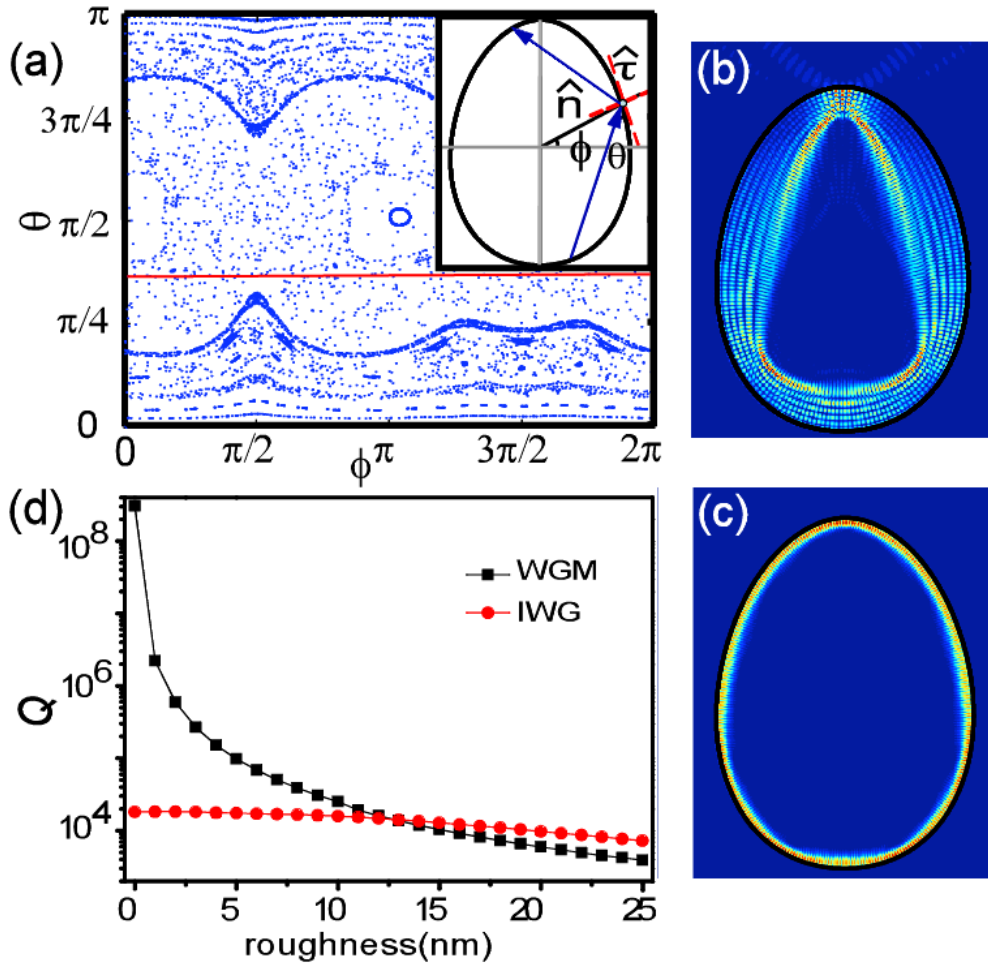 (a)
π
3π/4
θ π/2
π/4
0
0
π/2
ϕ
π
3π/2
2π
n̂
τ̂
ϕ
θ
(b)
(d)
10⁸
10⁶
10⁴
Q
WGM
IWG
0
5
10
15
20
25
roughness(nm)
(c)